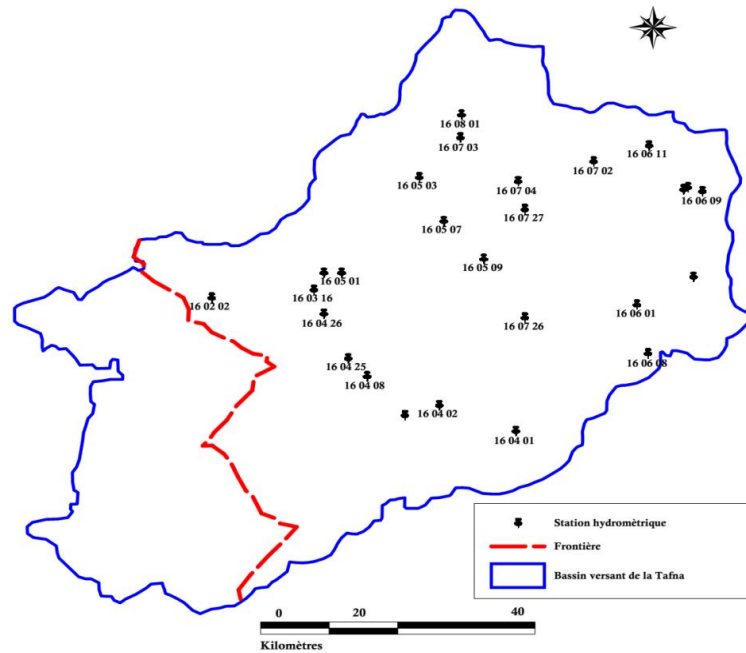 16 08 01
16 07 03
16 06 11
16 07 02
16 05 03
16 07 04
16 06 09
16 07 27
16 05 07
16 05 09
16 05 01
16 03 16
16 02 02
16 04 26
16 07 26
16 06 01
16 04 25
16 06 08
16 04 08
16 04 02
16 04 01
Station hydromètrique
Frontière
Bassin versant de la Tafna
0 20 40
Kilomètres